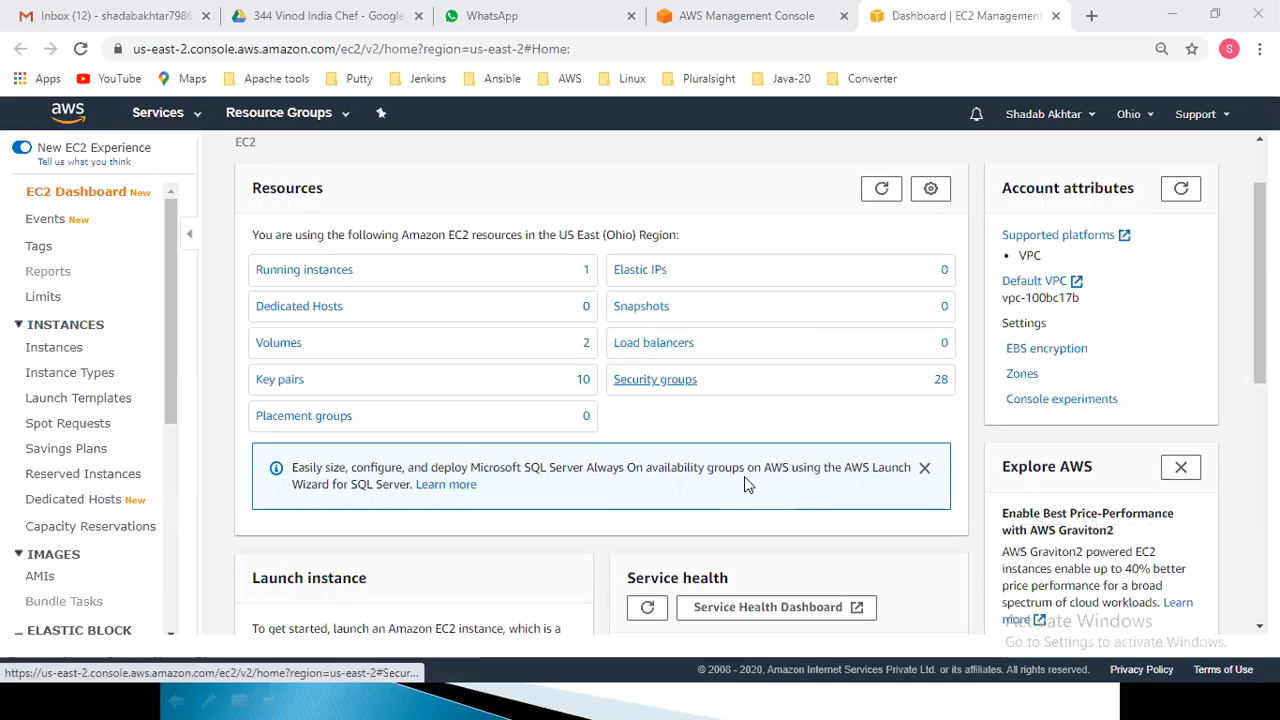 Inbox (12) - shadabakhtar7986
344 Vinod India Chef - Google
WhatsApp
AWS Management Console
Dashboard | EC2 Management
us-east-2.console.aws.amazon.com/ec2/v2/home?region=us-east-2#Home:
S
Apps
YouTube
Maps
Apache tools
Putty
Jenkins
Ansible
AWS
Linux
Pluralsight
Java-20
Converter
aws
Services
Resource Groups
Shadab Akhtar
Ohio
Support
New EC2 Experience
Tell us what you think
EC2 Dashboard New
Events New
Tags
Reports
Limits
INSTANCES
Instances
Instance Types
Launch Templates
Spot Requests
Savings Plans
Reserved Instances
Dedicated Hosts New
Capacity Reservations
IMAGES
AMIs
Bundle Tasks
ELASTIC BLOCK
EC2
Resources
You are using the following Amazon EC2 resources in the US East (Ohio) Region:
Running instances 1
Elastic IPs 0
Dedicated Hosts 0
Snapshots 0
Volumes 2
Load balancers 0
Key pairs 10
Security groups 28
Placement groups 0
Easily size, configure, and deploy Microsoft SQL Server Always On availability groups on AWS using the AWS Launch
Wizard for SQL Server. Learn more
Launch instance
To get started, launch an Amazon EC2 instance, which is a
Service health
Service Health Dashboard
Account attributes
Supported platforms
VPC
Default VPC
vpc-100bc17b
Settings
EBS encryption
Zones
Console experiments
Explore AWS
Enable Best Price-Performance
with AWS Graviton2
AWS Graviton2 powered EC2
instances enable up to 40% better
price performance for a broad
spectrum of cloud workloads. Learn
more
Activate Windows
Go to Settings to activate Windows.
https://us-east-2.console.aws.amazon.com/ec2/v2/home?region=us-east-2#Secur...
© 2008 - 2020, Amazon Internet Services Private Ltd. or its affiliates. All rights reserved.
Privacy Policy
Terms of Use